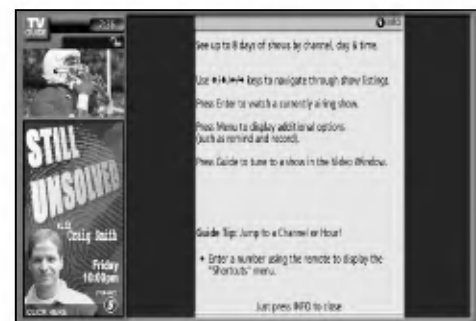 TV
GUIDE
info
See up to 8 days of shows by channel, day & time.
Use keys to navigate through show listings.
Press Enter to watch a currently airing show.
Press Menu to display additional options
(such as remind and record).
Press Guide to tune to a show in the Video Window.
STILL
UNSOLVED
Craig Smith
Friday
10:00pm
5
CLICK HERE
Guide Tip: Jump to a Channel or Hour!
• Enter a number using the remote to display the
"Shortcuts" menu.
Just press INFO to close